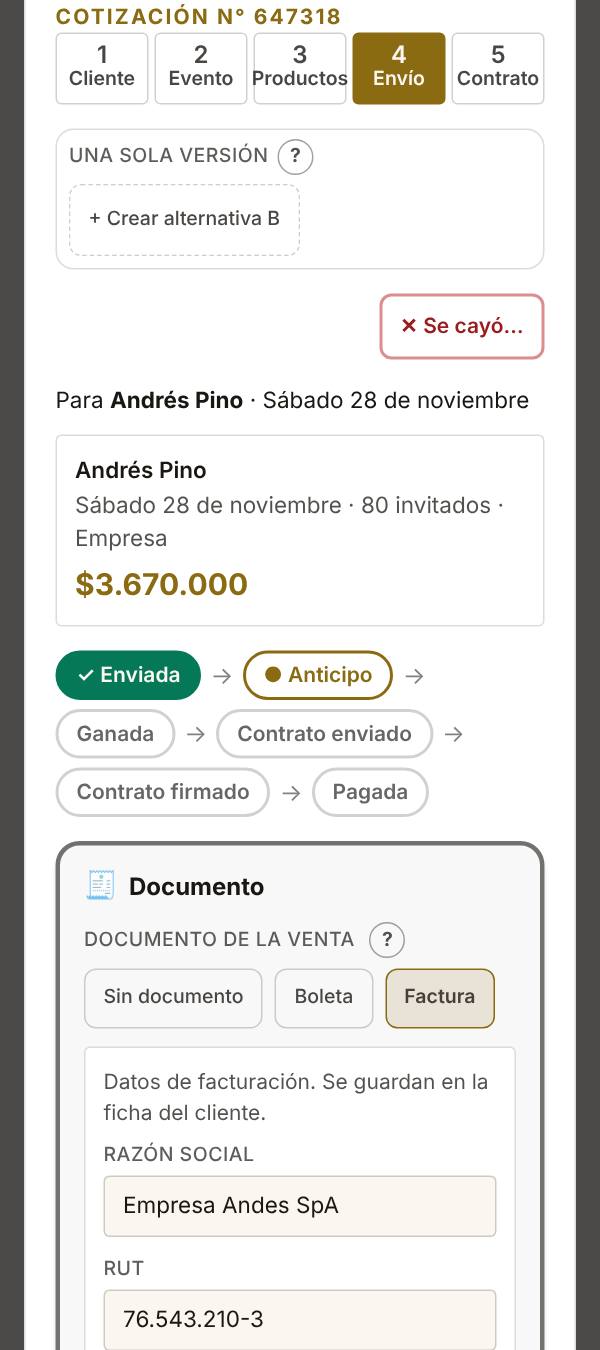 COTIZACIÓN N° 647318
1 2 3 4 5
Cliente Evento Productos Envío Contrato
UNA SOLA VERSIÓN ?
+ Crear alternativa B
✕ Se cayó...
Para Andrés Pino · Sábado 28 de noviembre
Andrés Pino
Sábado 28 de noviembre · 80 invitados ·
Empresa
$3.670.000
✓ Enviada → ● Anticipo →
Ganada → Contrato enviado →
Contrato firmado → Pagada
🧾 Documento
DOCUMENTO DE LA VENTA ?
Sin documento Boleta Factura
Datos de facturación. Se guardan en la
ficha del cliente.
RAZÓN SOCIAL
Empresa Andes SpA
RUT
76.543.210-3